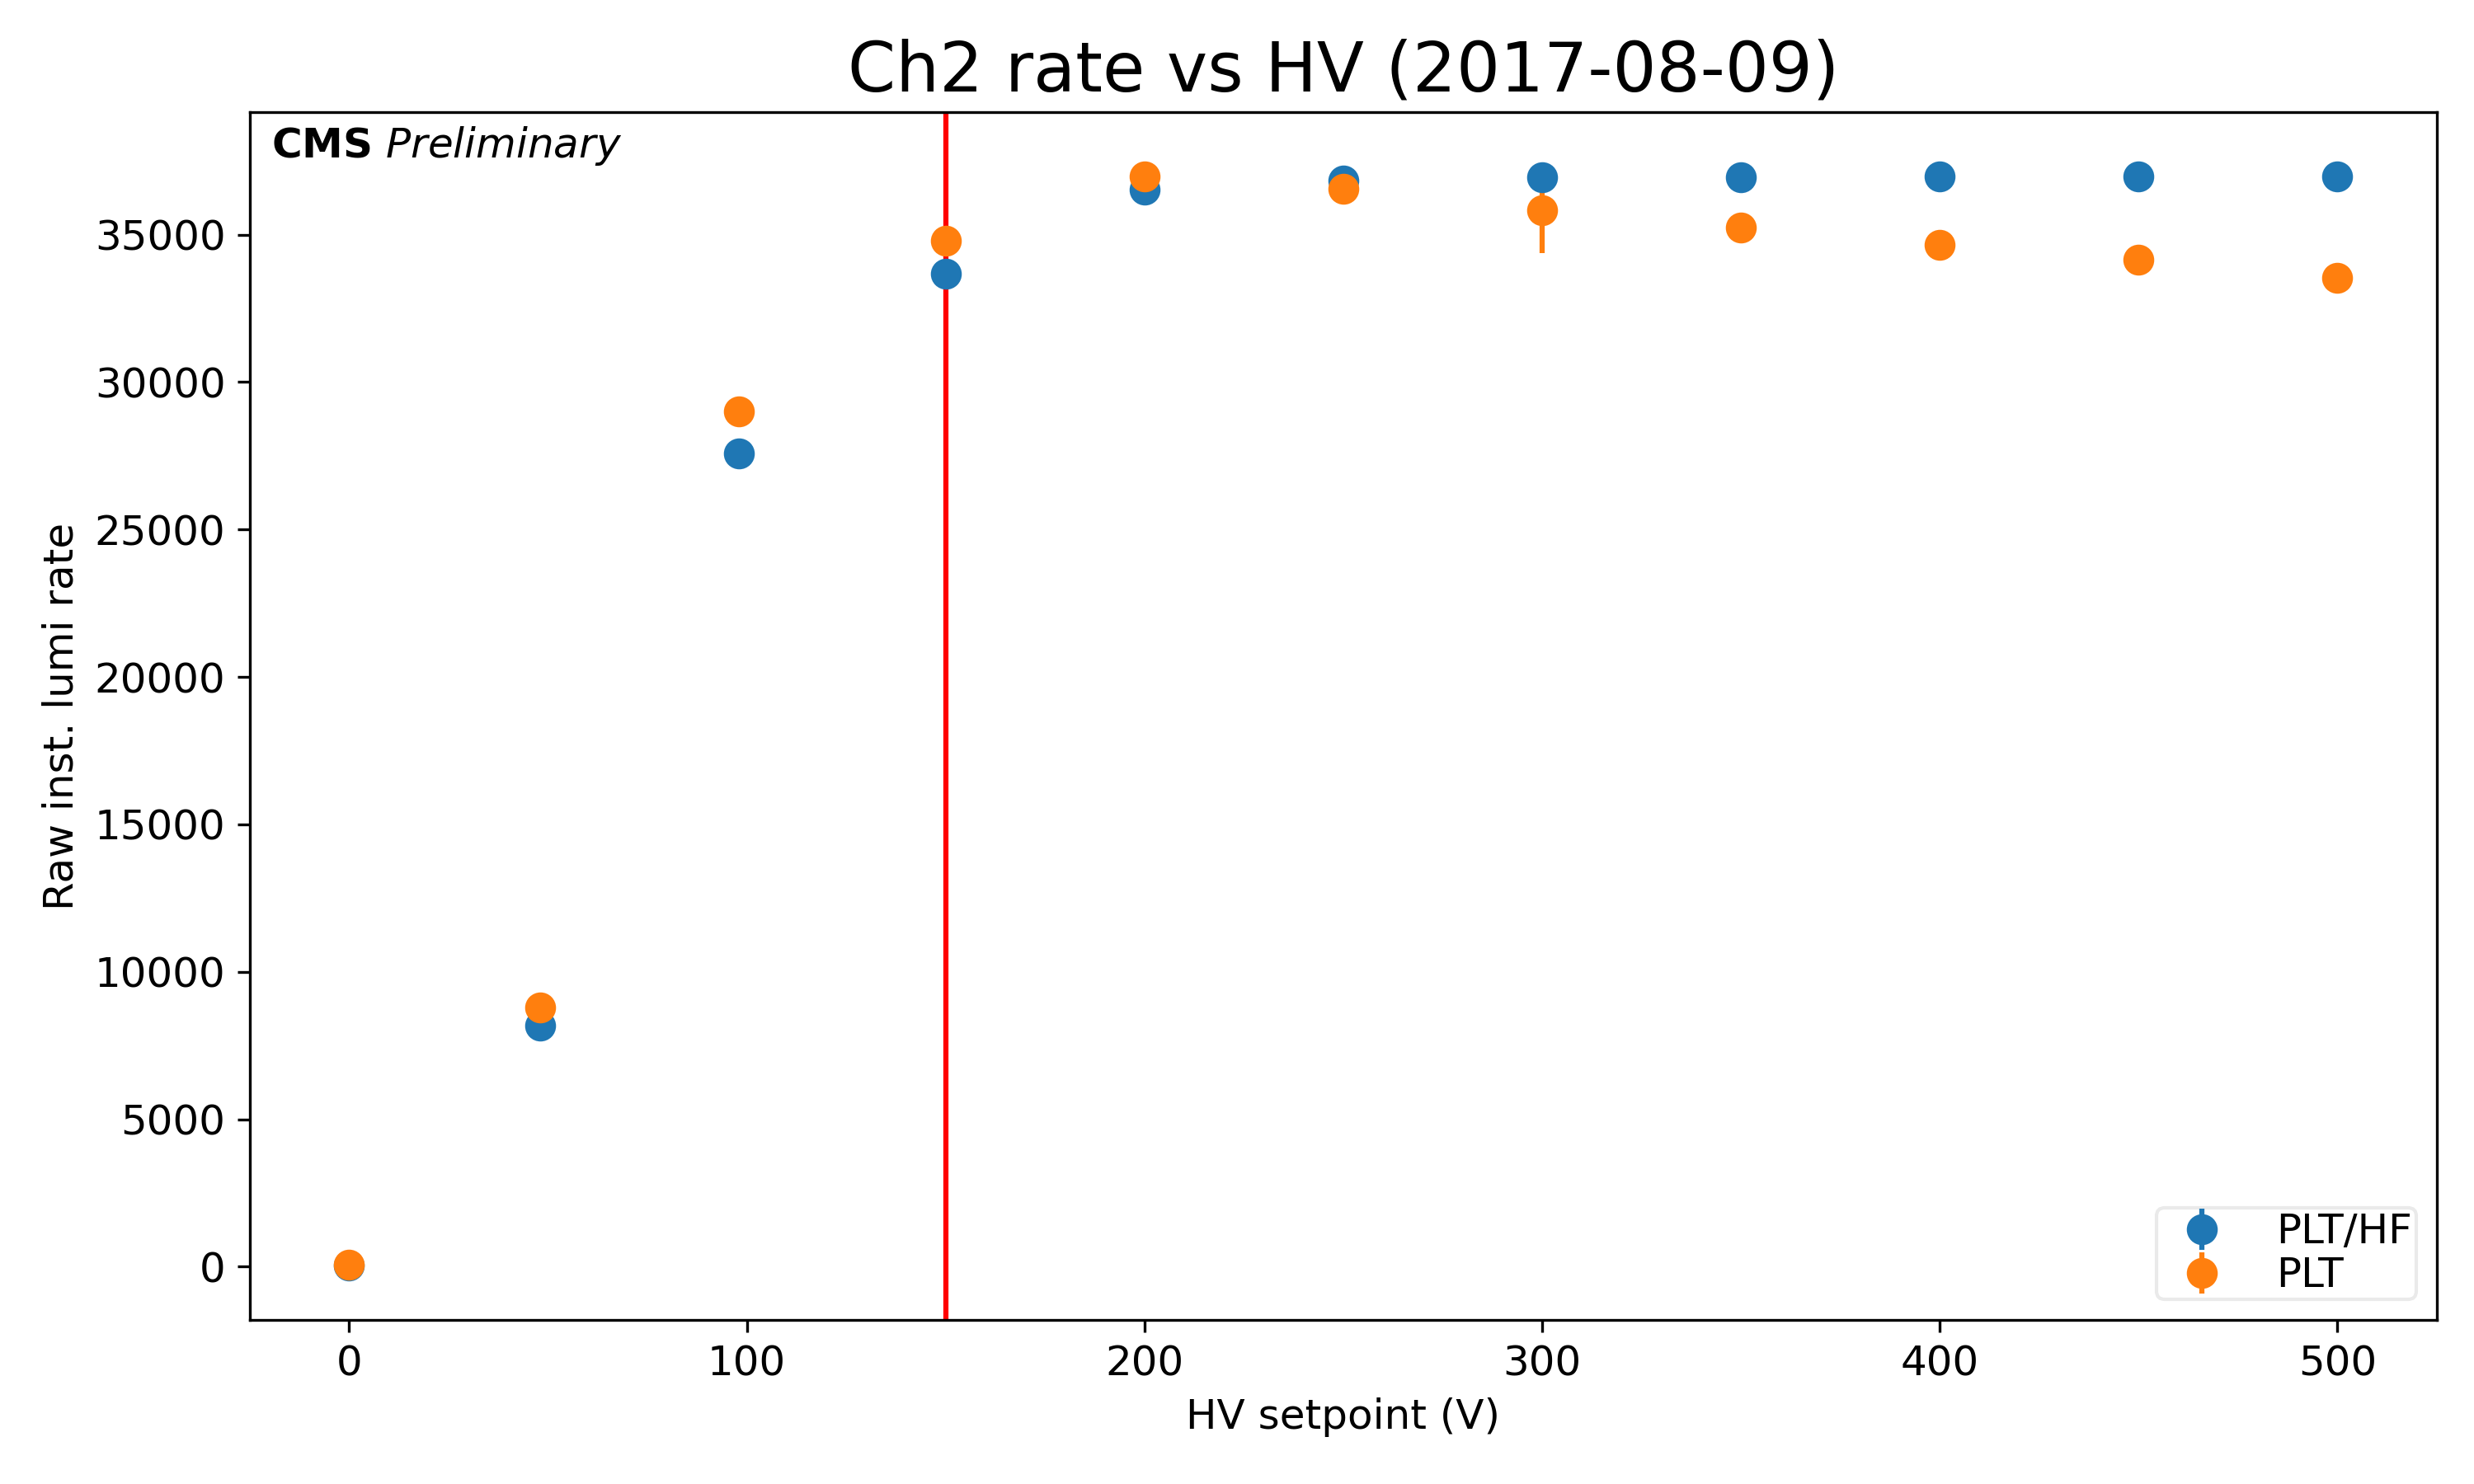 Ch2 rate vs HV (2017-08-09)
CMS Preliminary
Raw inst. lumi rate
35000
30000
25000
20000
15000
10000
5000
0
0 100 200 300 400 500
HV setpoint (V)
PLT/HF
PLT